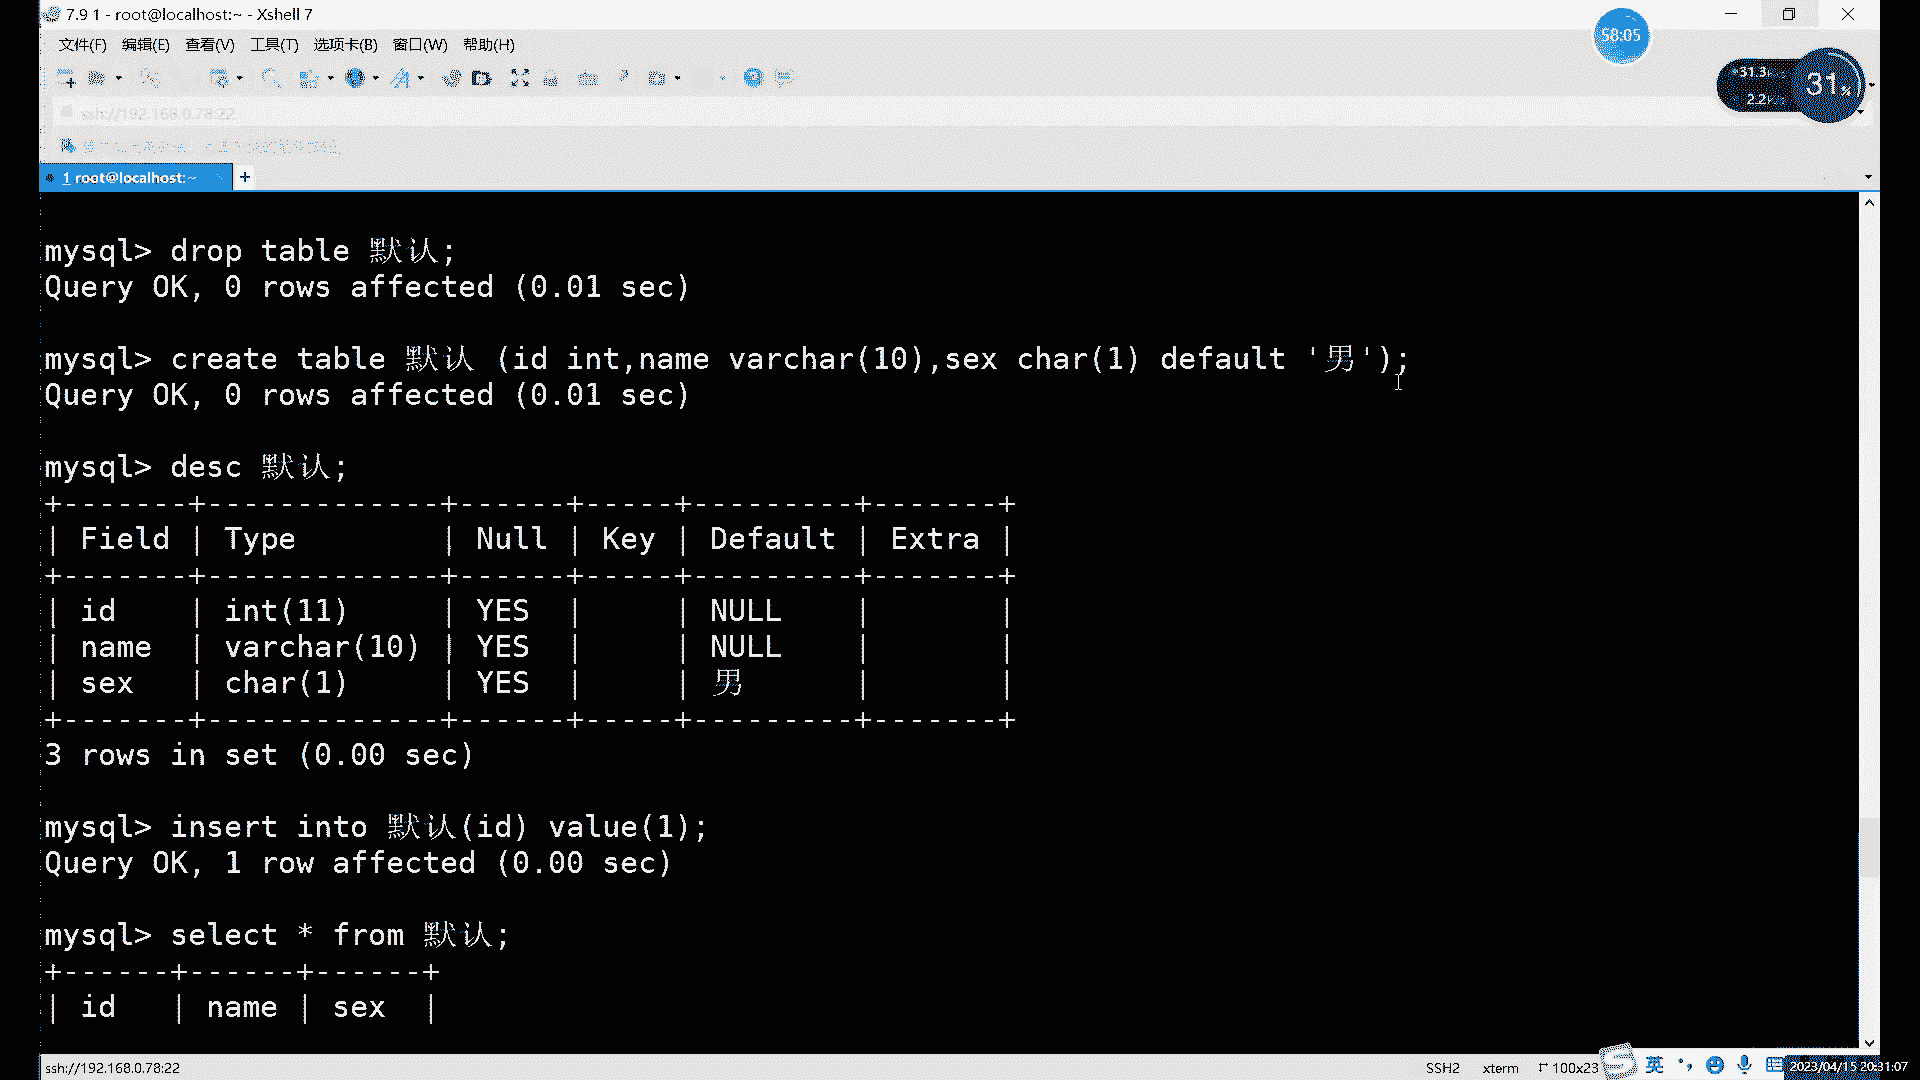 7.9 1 - root@localhost:~ - Xshell 7
58:05
文件(F) 编辑(E) 查看(V) 工具(T) 选项卡(B) 窗口(W) 帮助(H)
31%
ssh://192.168.0.78:22
1 root@localhost:~
+
mysql> drop table 默认;
Query OK, 0 rows affected (0.01 sec)
mysql> create table 默认 (id int,name varchar(10),sex char(1) default '男');
Query OK, 0 rows affected (0.01 sec)
mysql> desc 默认;
+-------+-------------+------+-----+---------+-------+
| Field | Type        | Null | Key | Default | Extra |
+-------+-------------+------+-----+---------+-------+
| id    | int(11)     | YES  |     | NULL    |       |
| name  | varchar(10) | YES  |     | NULL    |       |
| sex   | char(1)     | YES  |     | 男      |       |
+-------+-------------+------+-----+---------+-------+
3 rows in set (0.00 sec)
mysql> insert into 默认(id) value(1);
Query OK, 1 row affected (0.00 sec)
mysql> select * from 默认;
+------+------+------+
| id   | name | sex  |
ssh://192.168.0.78:22
SSH2 xterm 100x23
英
2023/04/15 20:31:07